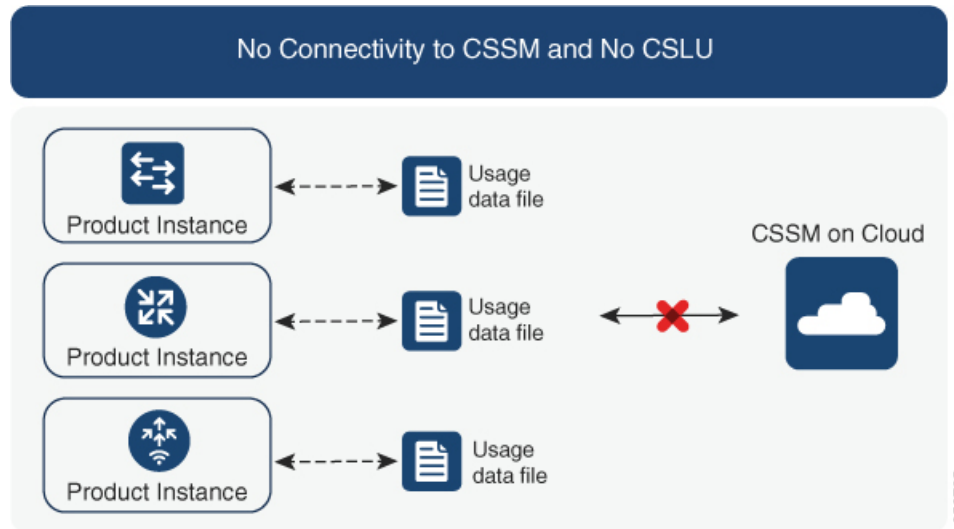 No Connectivity to CSSM and No CSLU
Product Instance
Usage
data file
CSSM on Cloud
Product Instance
Usage
data file
Product Instance
Usage
data file